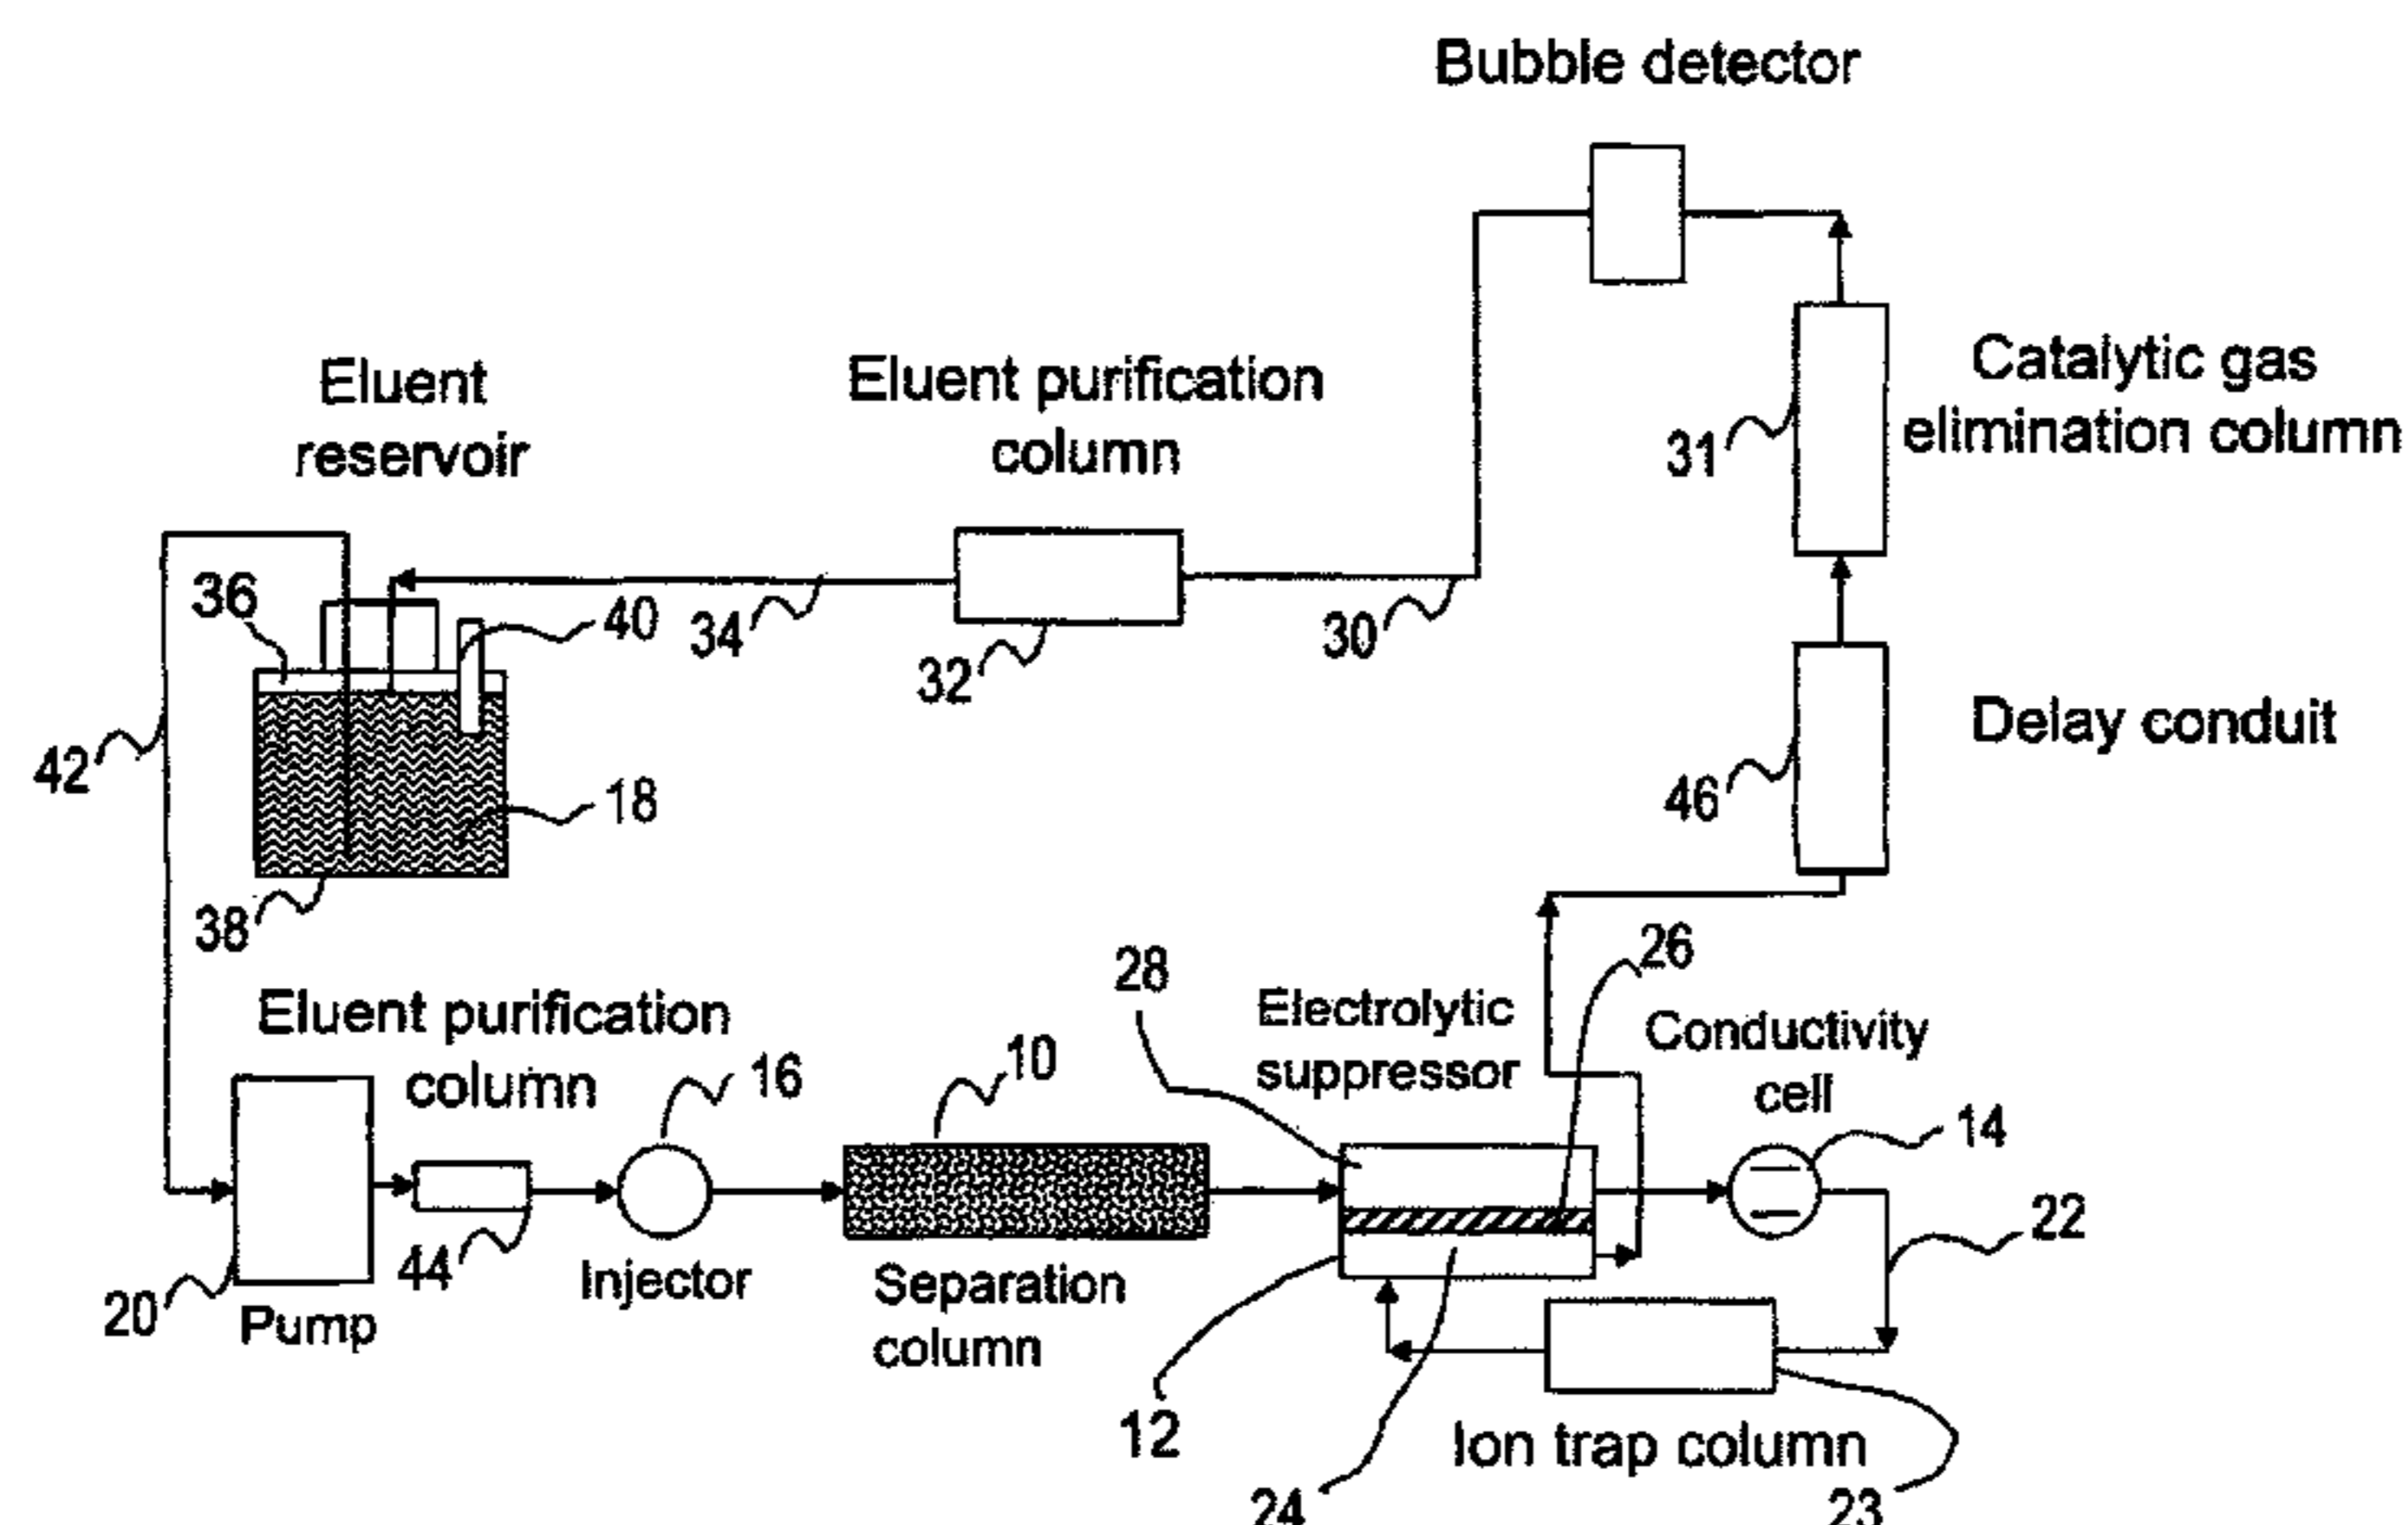 Bubble detector
Catalytic gas
elimination column
31
Eluent
reservoir
Eluent purification
column
36
40
34
32
30
42
18
38
Delay conduit
46
Eluent purification
column
16
10
28
Electrolytic
suppressor
26
Conductivity
cell
14
22
20
Pump
44
Injector
Separation
column
12
24
Ion trap column
23